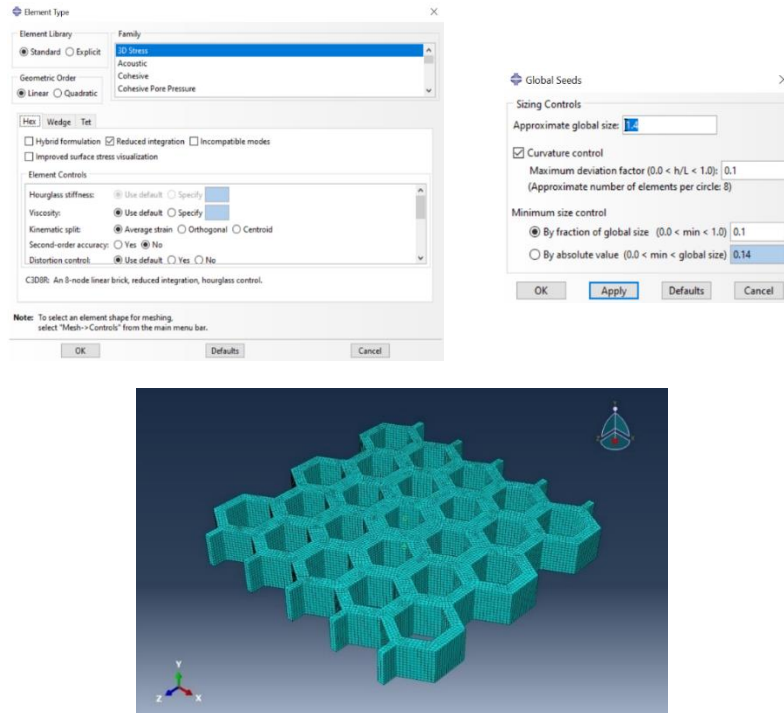 Element Type
Element Library
Standard Explicit
Geometric Order
Linear Quadratic
Family
3D Stress
Acoustic
Cohesive
Cohesive Pore Pressure
Hex Wedge Tet
Hybrid formulation Reduced integration Incompatible modes
Improved surface stress visualization
Element Controls
Hourglass stiffness: Use default Specify
Viscosity: Use default Specify
Kinematic split: Average strain Orthogonal Centroid
Second-order accuracy: Yes No
Distortion control: Use default Yes No
C3D8R: An 8-node linear brick, reduced integration, hourglass control.
Note: To select an element shape for meshing,
select "Mesh->Controls" from the main menu bar.
OK Defaults Cancel
Global Seeds
Sizing Controls
Approximate global size: 1.4
Curvature control
Maximum deviation factor (0.0 < h/L < 1.0): 0.1
(Approximate number of elements per circle: 8)
Minimum size control
By fraction of global size (0.0 < min < 1.0) 0.1
By absolute value (0.0 < min < global size) 0.14
OK Apply Defaults Cancel
Y
Z X